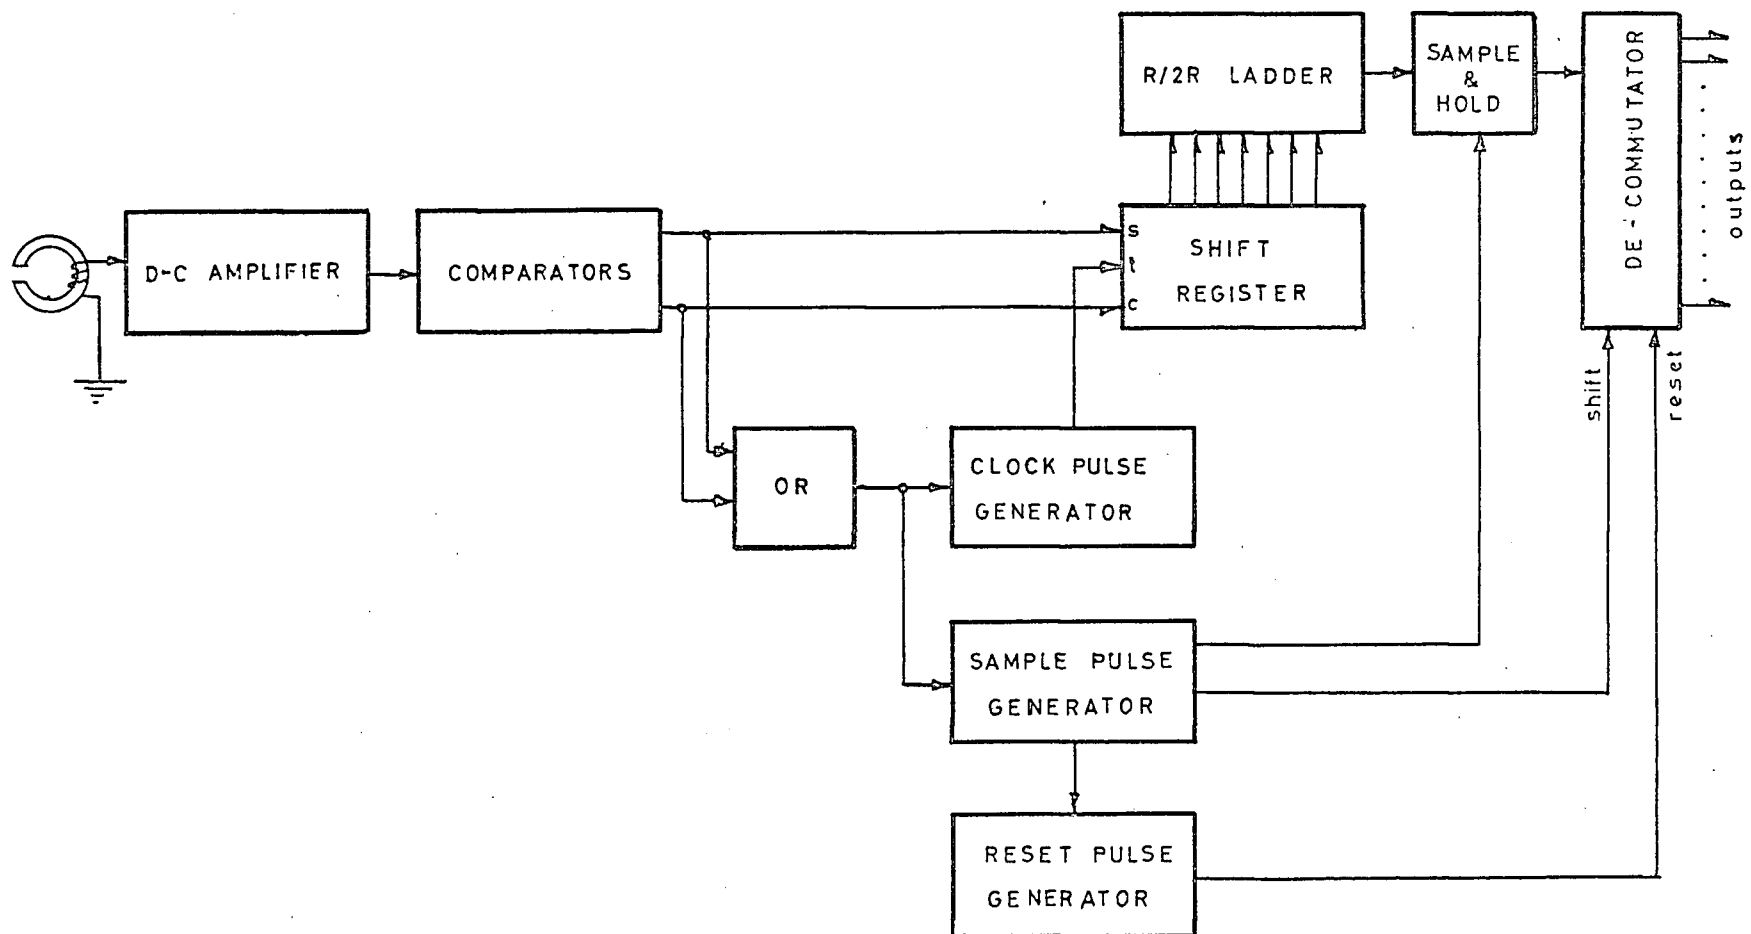 R/2R LADDER
SAMPLE
&
HOLD
DE-COMMUTATOR
outputs
D-C AMPLIFIER
COMPARATORS
s
t
c
SHIFT
REGISTER
shift
reset
OR
CLOCK PULSE
GENERATOR
SAMPLE PULSE
GENERATOR
RESET PULSE
GENERATOR